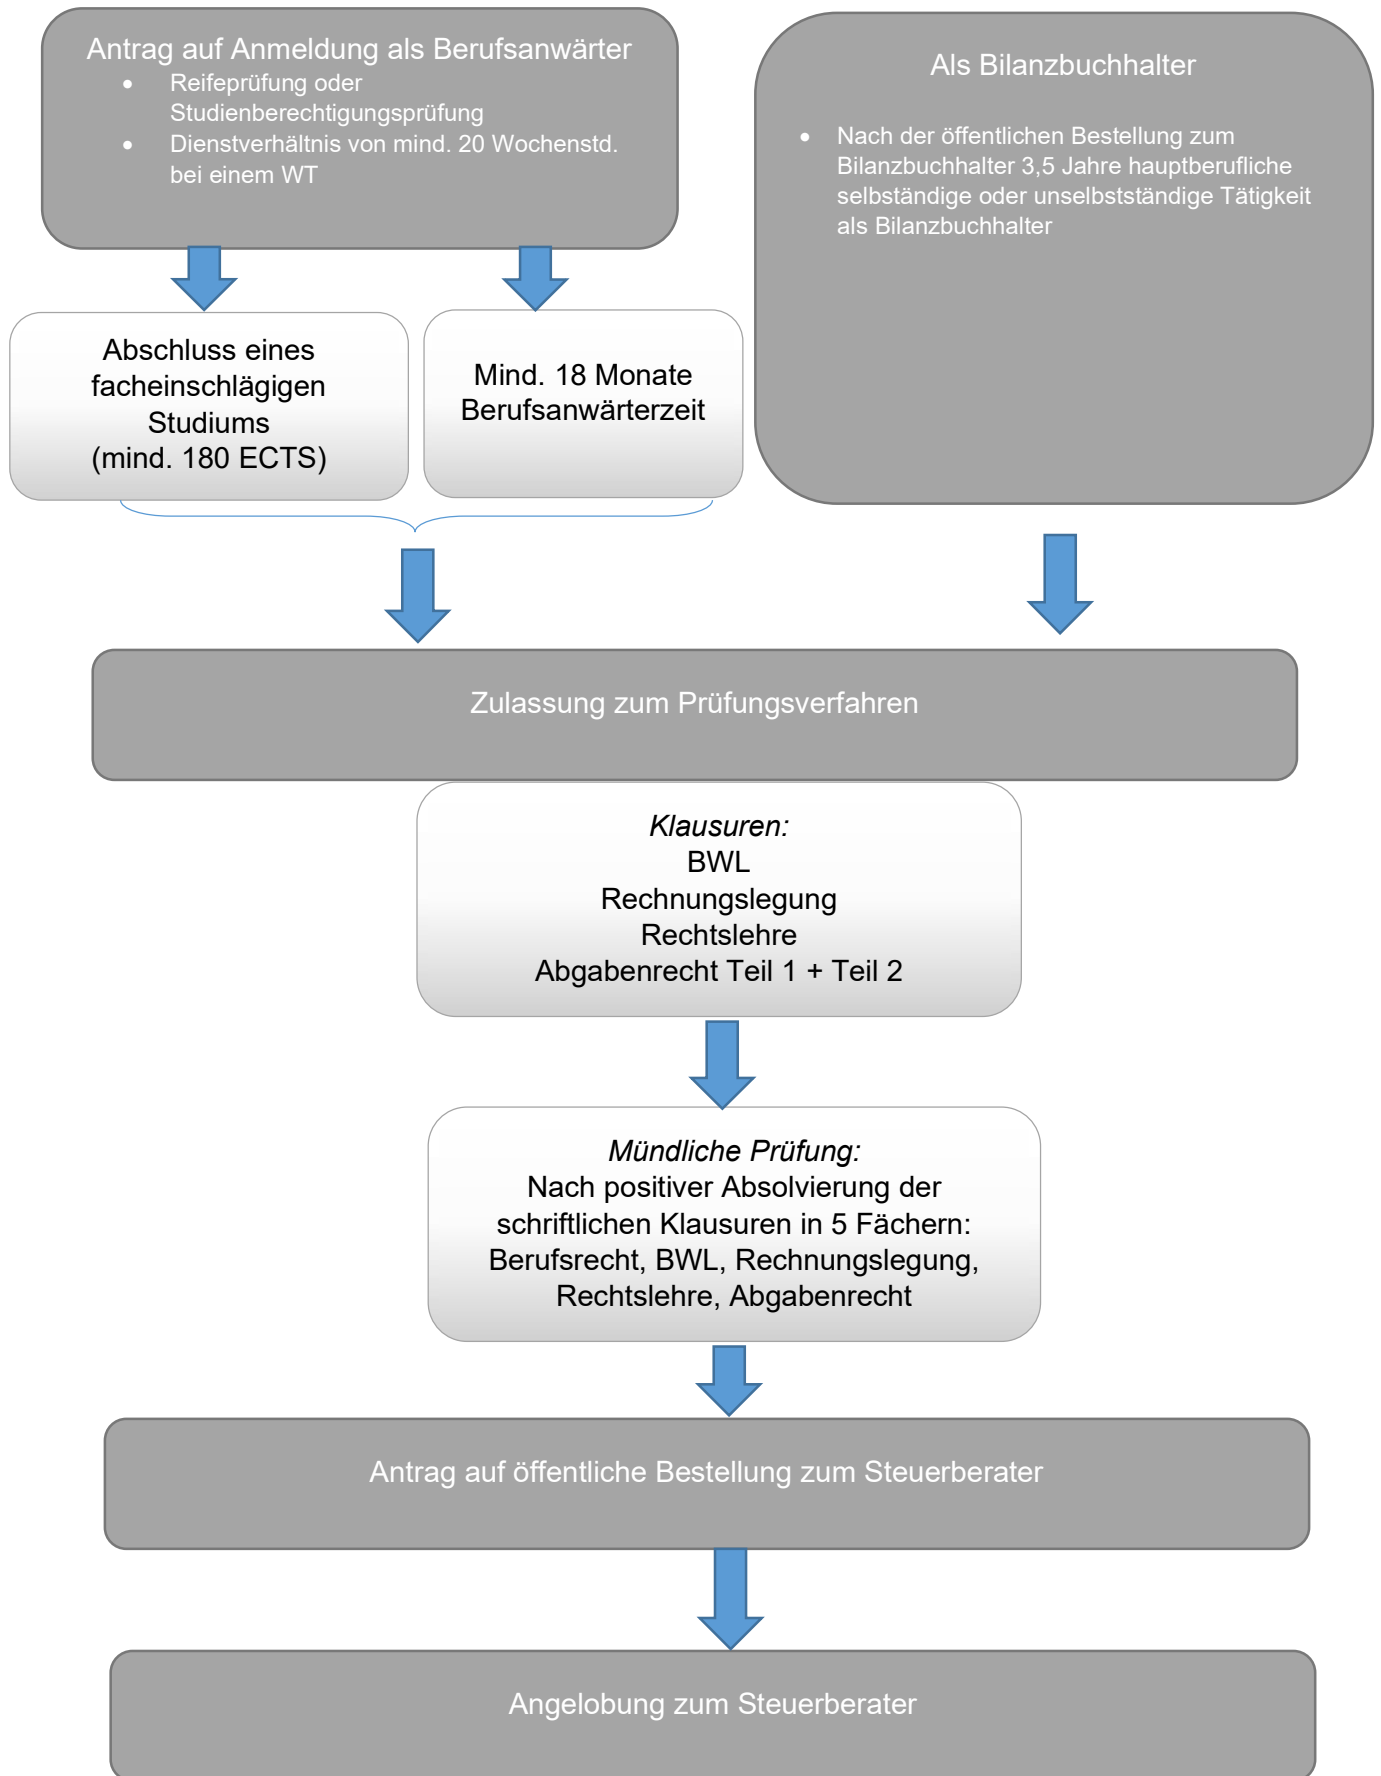 Antrag auf Anmeldung als Berufsanwärter
• Reifeprüfung oder
Studienberechtigungsprüfung
• Dienstverhältnis von mind. 20 Wochenstd.
bei einem WT
Als Bilanzbuchhalter
• Nach der öffentlichen Bestellung zum
Bilanzbuchhalter 3,5 Jahre hauptberufliche
selbständige oder unselbstständige Tätigkeit
als Bilanzbuchhalter
Abschluss eines
facheinschlägigen
Studiums
(mind. 180 ECTS)
Mind. 18 Monate
Berufsanwärterzeit
Zulassung zum Prüfungsverfahren
Klausuren:
BWL
Rechnungslegung
Rechtslehre
Abgabenrecht Teil 1 + Teil 2
Mündliche Prüfung:
Nach positiver Absolvierung der
schriftlichen Klausuren in 5 Fächern:
Berufsrecht, BWL, Rechnungslegung,
Rechtslehre, Abgabenrecht
Antrag auf öffentliche Bestellung zum Steuerberater
Angelobung zum Steuerberater